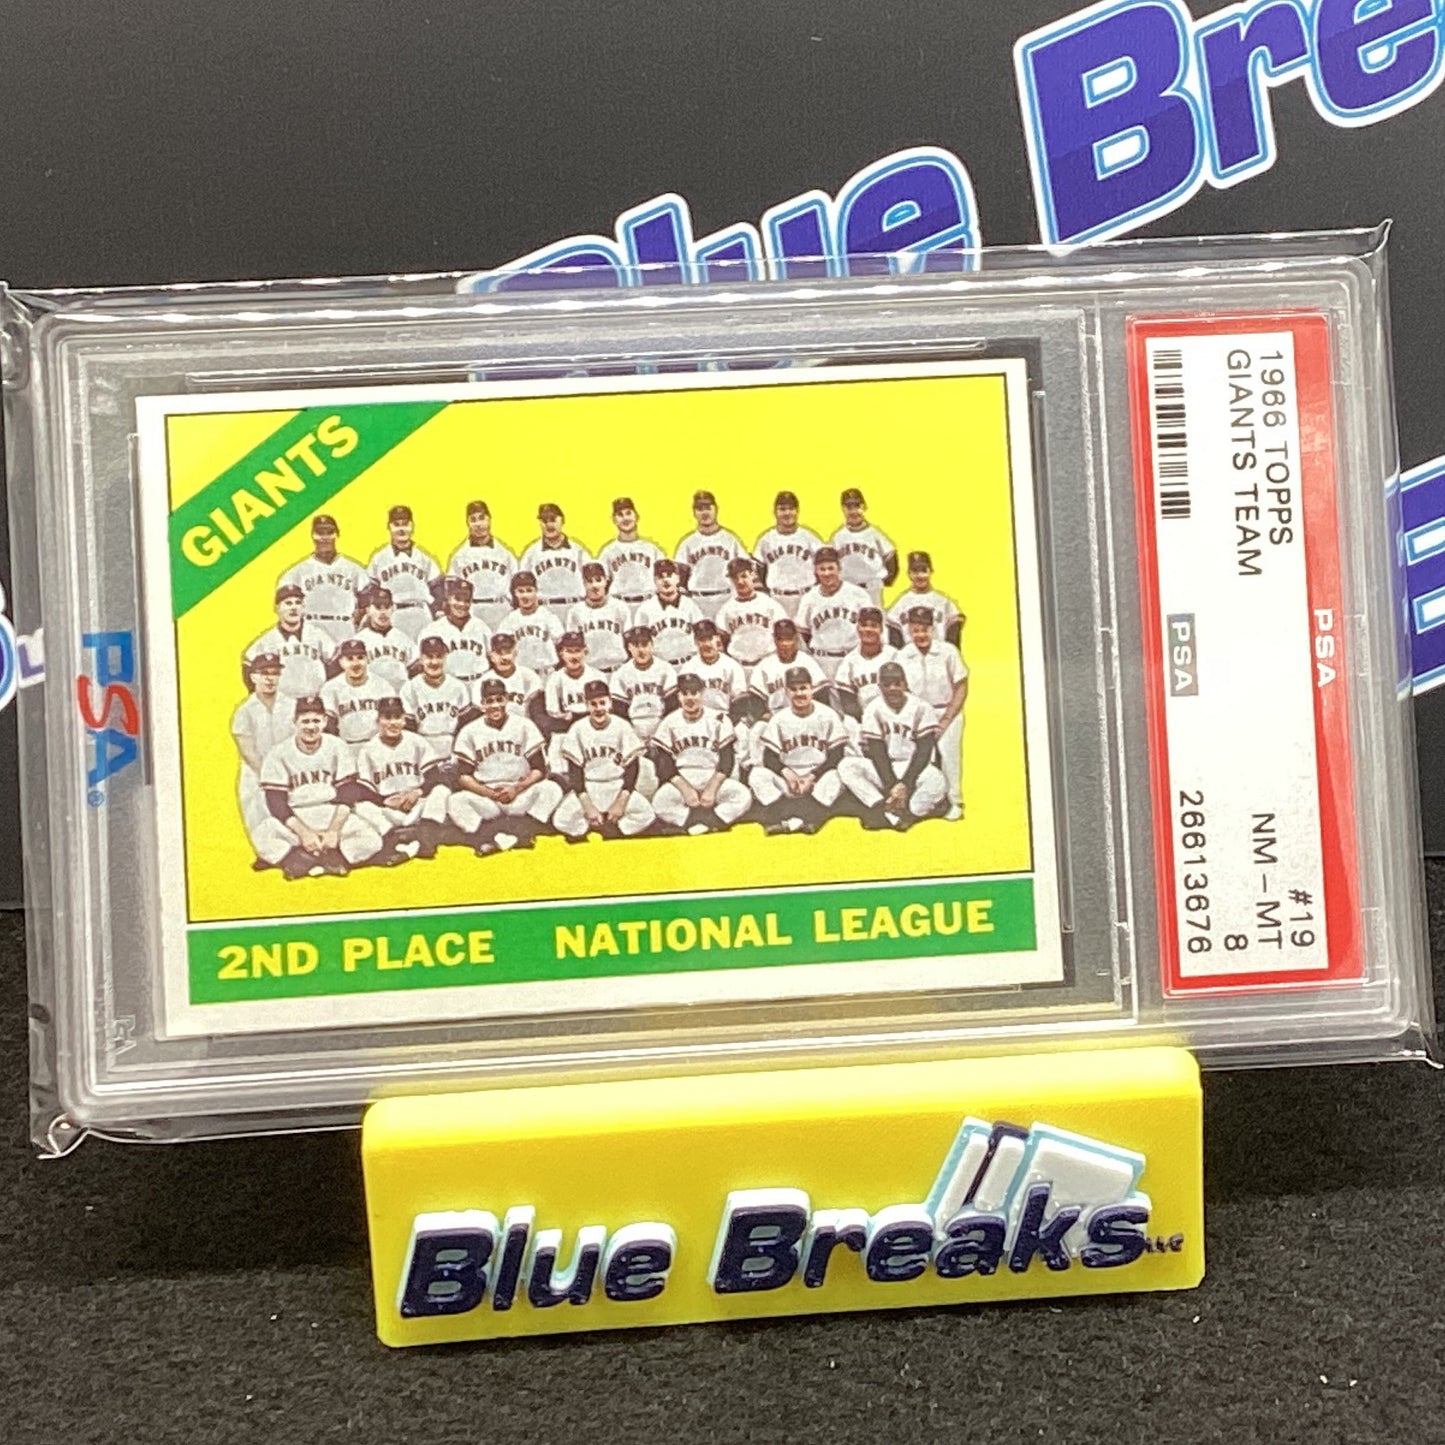 Blue Bre
GIANTS
2ND PLACE NATIONAL LEAGUE
PSA
1966 TOPPS #19
GIANTS TEAM NM-MT
PSA 8
26613676
PSA
Blue Breaks LLC